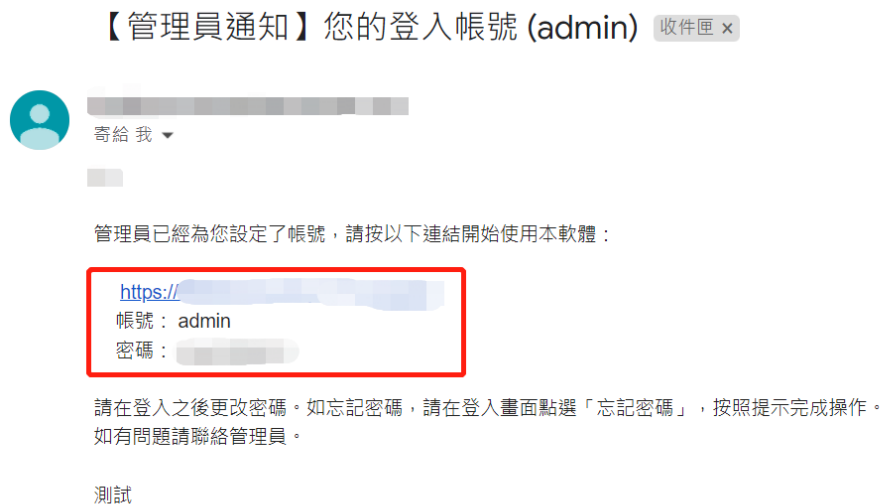 【管理員通知】您的登入帳號 (admin) 收件匣 x
寄給 我
管理員已經為您設定了帳號，請按以下連結開始使用本軟體：
https://
帳號： admin
密碼：
請在登入之後更改密碼。如忘記密碼，請在登入畫面點選「忘記密碼」，按照提示完成操作。
如有問題請聯絡管理員。
測試